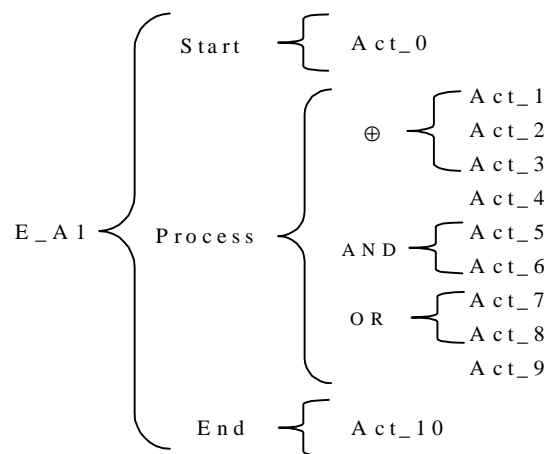 Start Act_0
Act_1
⊕ Act_2
Act_3
Act_4
E_A1 Process Act_5
AND Act_6
Act_7
OR Act_8
Act_9
End Act_10